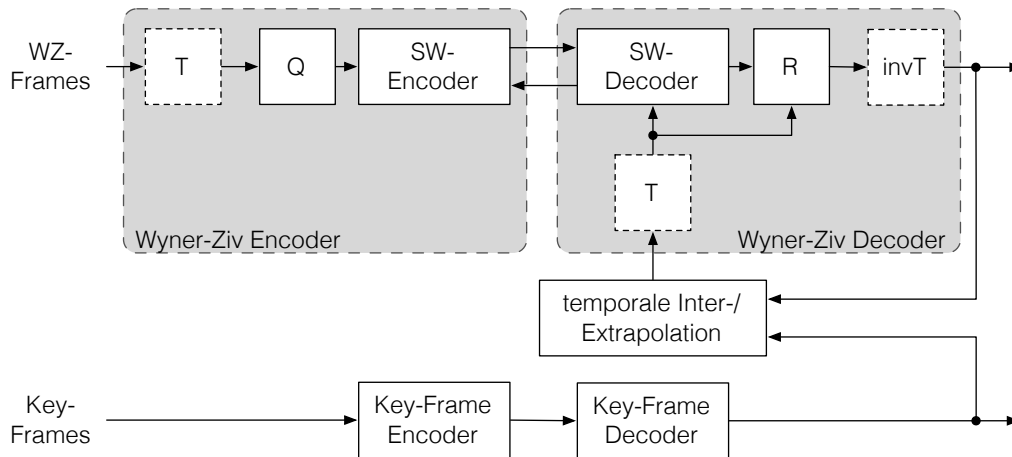 WZ-
Frames
T
Q
SW-
Encoder
SW-
Decoder
R
invT
T
Wyner-Ziv Encoder
Wyner-Ziv Decoder
temporale Inter-/
Extrapolation
Key-
Frames
Key-Frame
Encoder
Key-Frame
Decoder